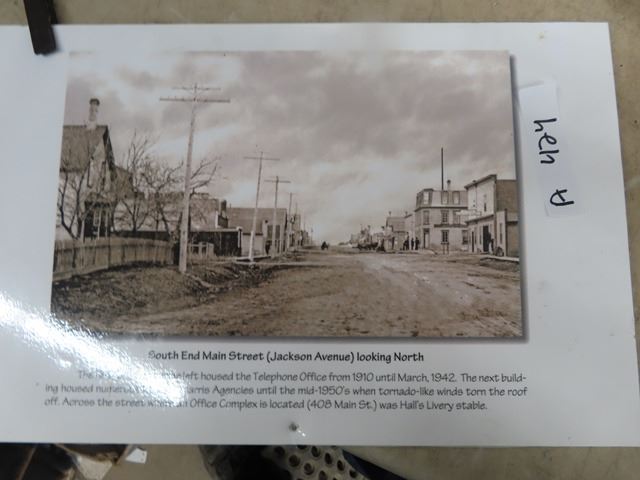 South End Main Street (Jackson Avenue) looking North
The left housed the Telephone Office from 1910 until March, 1942. The next build-
ing housed Harris Agencies until the mid-1950's when tornado-like winds torn the roof
off. Across the street Office Complex is located (408 Main St.) was Hall's Livery stable.